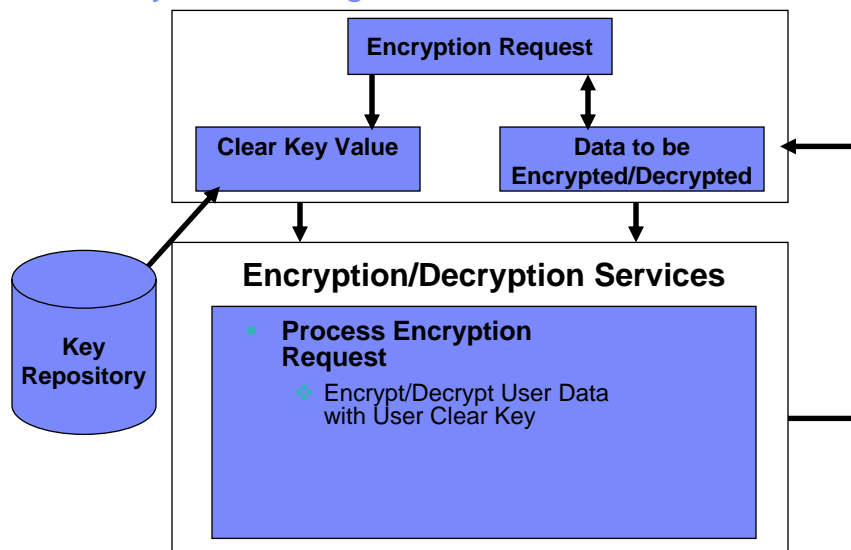 Encryption Request
Clear Key Value
Data to be
Encrypted/Decrypted
Encryption/Decryption Services
Key
Repository
Process Encryption
Request
Encrypt/Decrypt User Data
with User Clear Key